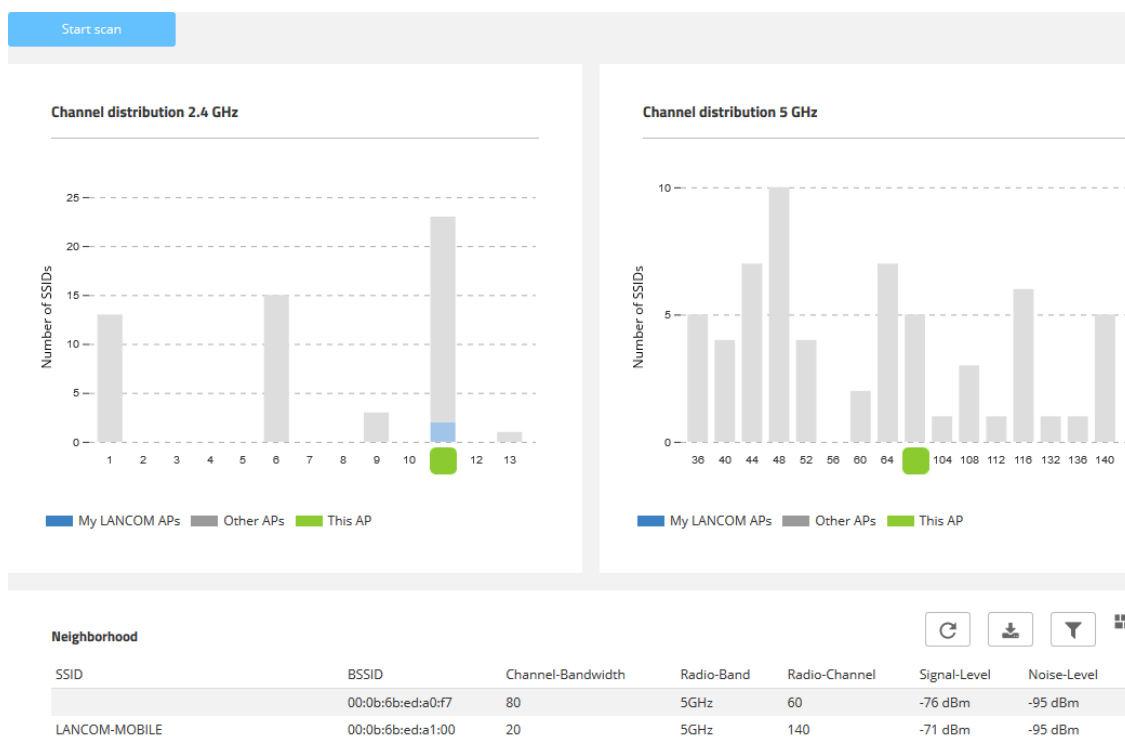 Start scan
Channel distribution 2.4 GHz
25
20
15
10
5
0
Number of SSIDs
1 2 3 4 5 6 7 8 9 10 12 13
My LANCOM APs Other APs This AP
Channel distribution 5 GHz
10
5
0
Number of SSIDs
36 40 44 48 52 56 60 64 104 108 112 116 132 136 140
My LANCOM APs Other APs This AP
Neighborhood
SSID BSSID Channel-Bandwidth Radio-Band Radio-Channel Signal-Level Noise-Level
00:0b:6b:ed:a0:f7 80 5GHz 60 -76 dBm -95 dBm
LANCOM-MOBILE 00:0b:6b:ed:a1:00 20 5GHz 140 -71 dBm -95 dBm